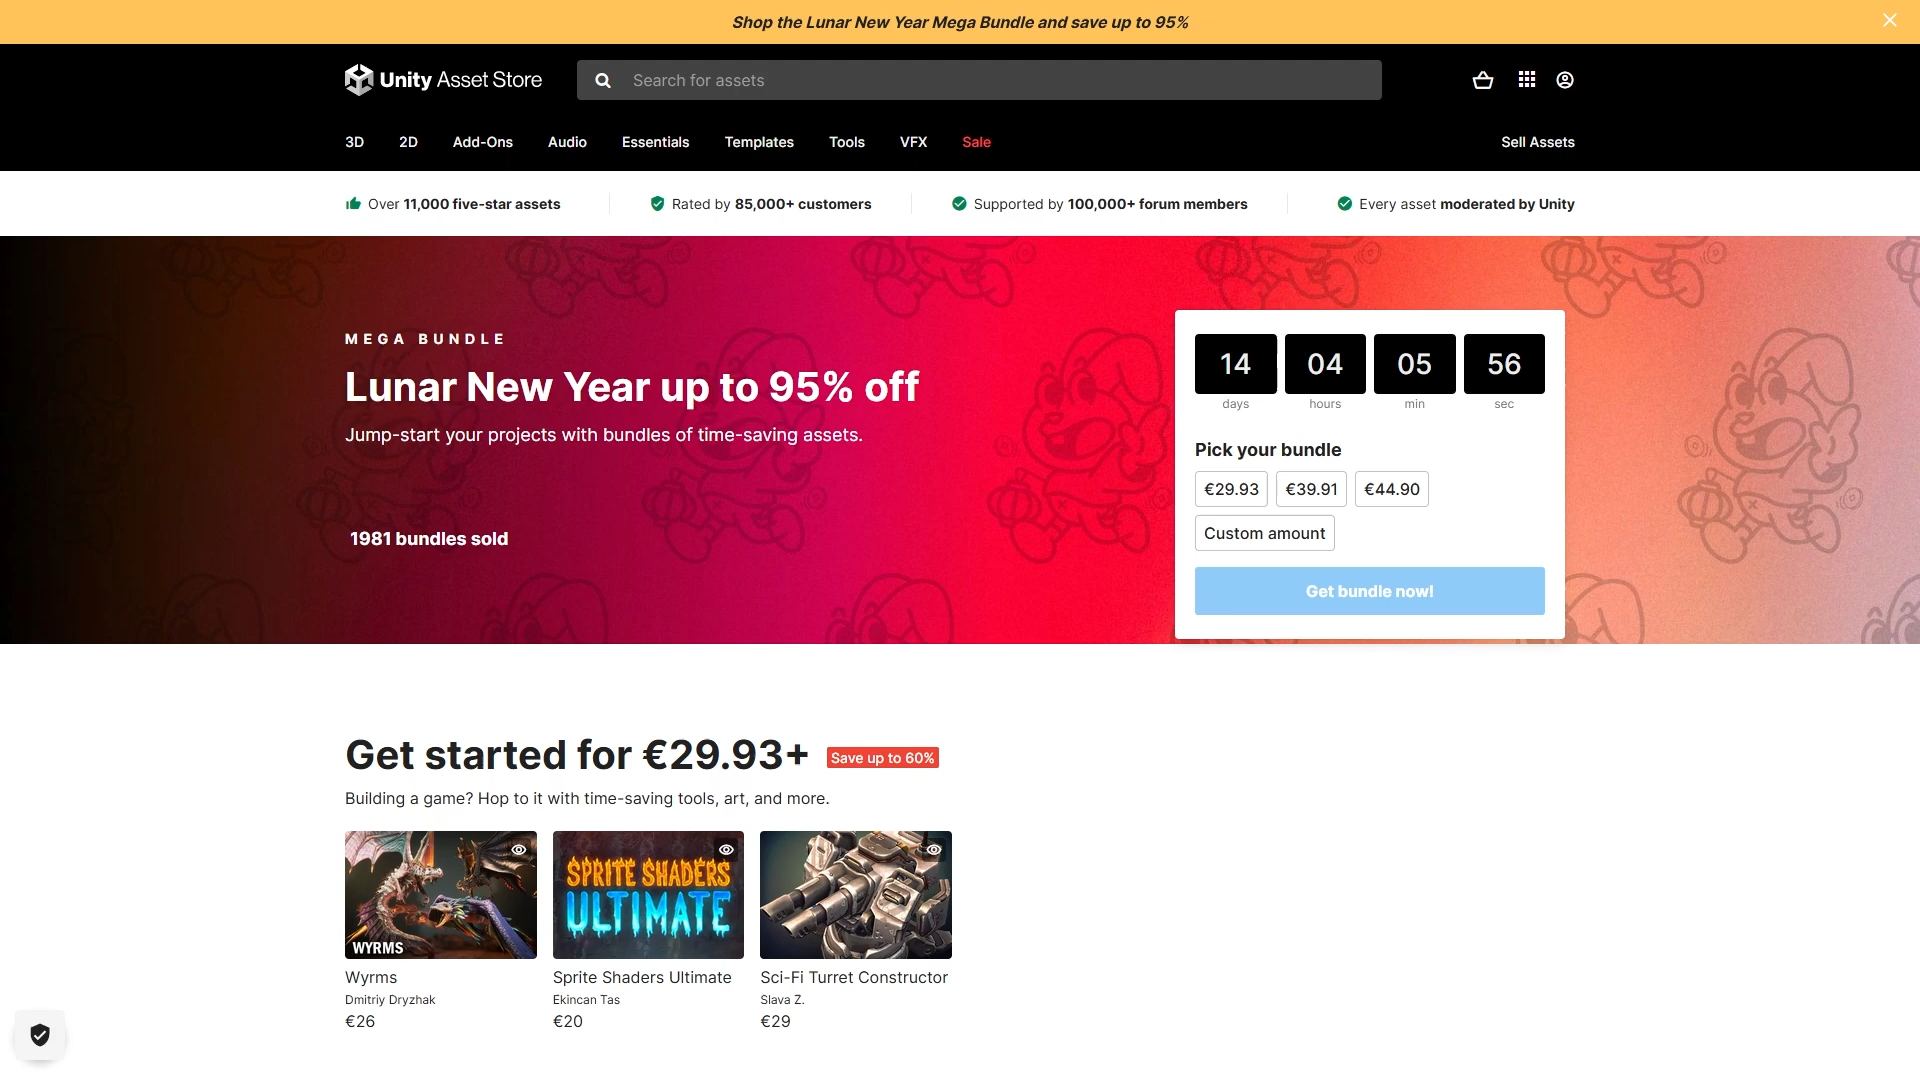 Shop the Lunar New Year Mega Bundle and save up to 95%
Unity Asset Store
Search for assets
3D 2D Add-Ons Audio Essentials Templates Tools VFX Sale Sell Assets
Over 11,000 five-star assets Rated by 85,000+ customers Supported by 100,000+ forum members Every asset moderated by Unity
MEGA BUNDLE
Lunar New Year up to 95% off
Jump-start your projects with bundles of time-saving assets.
1981 bundles sold
14 04 05 56
days hours min sec
Pick your bundle
€29.93 €39.91 €44.90
Custom amount
Get bundle now!
Get started for €29.93+ Save up to 60%
Building a game? Hop to it with time-saving tools, art, and more.
WYRMS
SPRITE SHADERS
ULTIMATE
Wyrms Sprite Shaders Ultimate Sci-Fi Turret Constructor
Dmitriy Dryzhak Ekincan Tas Slava Z.
€26 €20 €29